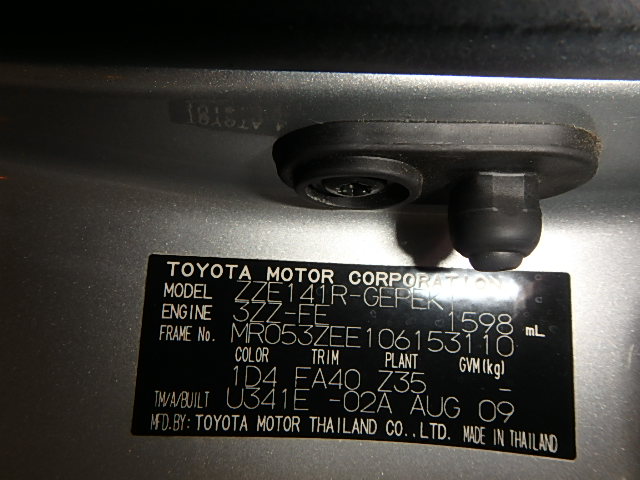 TOYOTA MOTOR CORPORATION
MODEL ZZE141R-GEPEK
ENGINE 3ZZ-FE 1598 mL
FRAME No. MR053ZEE106153110
COLOR TRIM PLANT GVM(kg)
1D4 FA40 Z35 –
TM/A/BUILT U341E -02A AUG 09
MFD.BY: TOYOTA MOTOR THAILAND CO.,LTD. MADE IN THAILAND